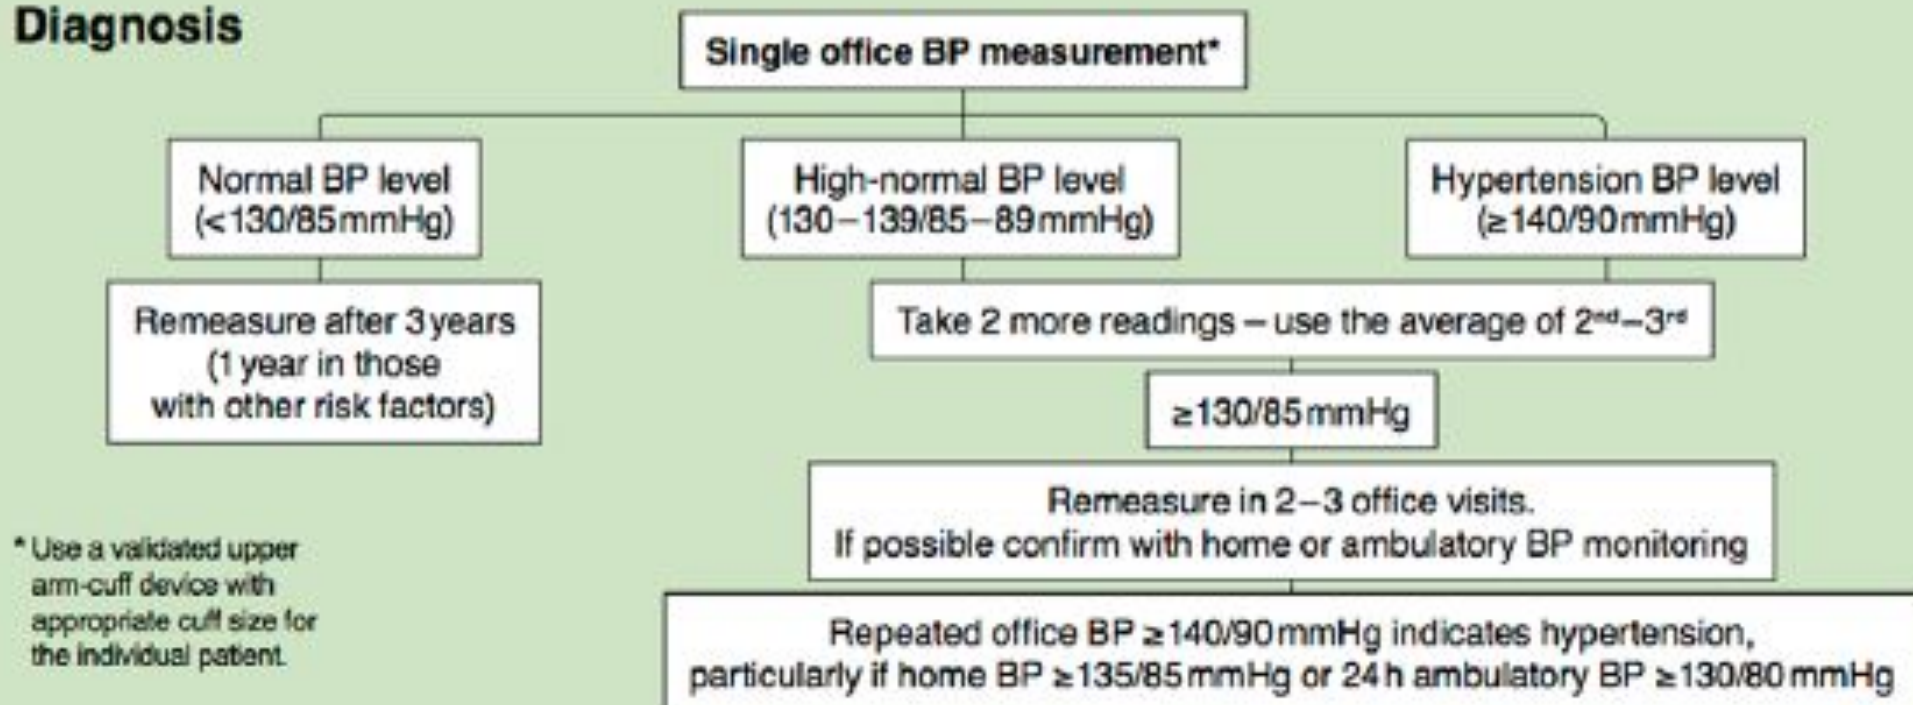 Diagnosis
Single office BP measurement*
Normal BP level
(<130/85mmHg)
High-normal BP level
(130–139/85–89mmHg)
Hypertension BP level
(≥140/90mmHg)
Remeasure after 3 years
(1 year in those
with other risk factors)
Take 2 more readings – use the average of 2nd–3rd
≥130/85mmHg
Remeasure in 2–3 office visits.
If possible confirm with home or ambulatory BP monitoring
Repeated office BP ≥140/90mmHg indicates hypertension,
particularly if home BP ≥135/85mmHg or 24h ambulatory BP ≥130/80mmHg
* Use a validated upper
arm-cuff device with
appropriate cuff size for
the individual patient.